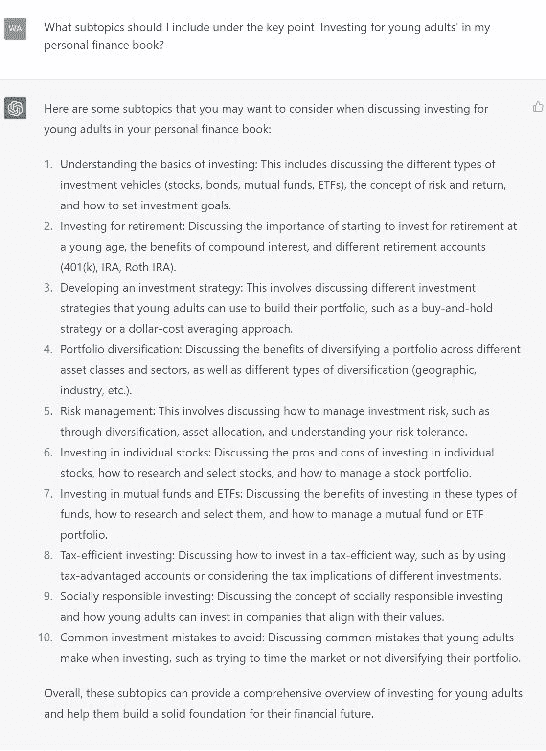 WA
What subtopics should I include under the key point 'Investing for young adults' in my
personal finance book?
Here are some subtopics that you may want to consider when discussing investing for
young adults in your personal finance book:
1. Understanding the basics of investing: This includes discussing the different types of
investment vehicles (stocks, bonds, mutual funds, ETFs), the concept of risk and return,
and how to set investment goals.
2. Investing for retirement: Discussing the importance of starting to invest for retirement at
a young age, the benefits of compound interest, and different retirement accounts
(401(k), IRA, Roth IRA).
3. Developing an investment strategy: This involves discussing different investment
strategies that young adults can use to build their portfolio, such as a buy-and-hold
strategy or a dollar-cost averaging approach.
4. Portfolio diversification: Discussing the benefits of diversifying a portfolio across different
asset classes and sectors, as well as different types of diversification (geographic,
industry, etc.).
5. Risk management: This involves discussing how to manage investment risk, such as
through diversification, asset allocation, and understanding your risk tolerance.
6. Investing in individual stocks: Discussing the pros and cons of investing in individual
stocks, how to research and select stocks, and how to manage a stock portfolio.
7. Investing in mutual funds and ETFs: Discussing the benefits of investing in these types of
funds, how to research and select them, and how to manage a mutual fund or ETF
portfolio.
8. Tax-efficient investing: Discussing how to invest in a tax-efficient way, such as by using
tax-advantaged accounts or considering the tax implications of different investments.
9. Socially responsible investing: Discussing the concept of socially responsible investing
and how young adults can invest in companies that align with their values.
10. Common investment mistakes to avoid: Discussing common mistakes that young adults
make when investing, such as trying to time the market or not diversifying their portfolio.
Overall, these subtopics can provide a comprehensive overview of investing for young adults
and help them build a solid foundation for their financial future.